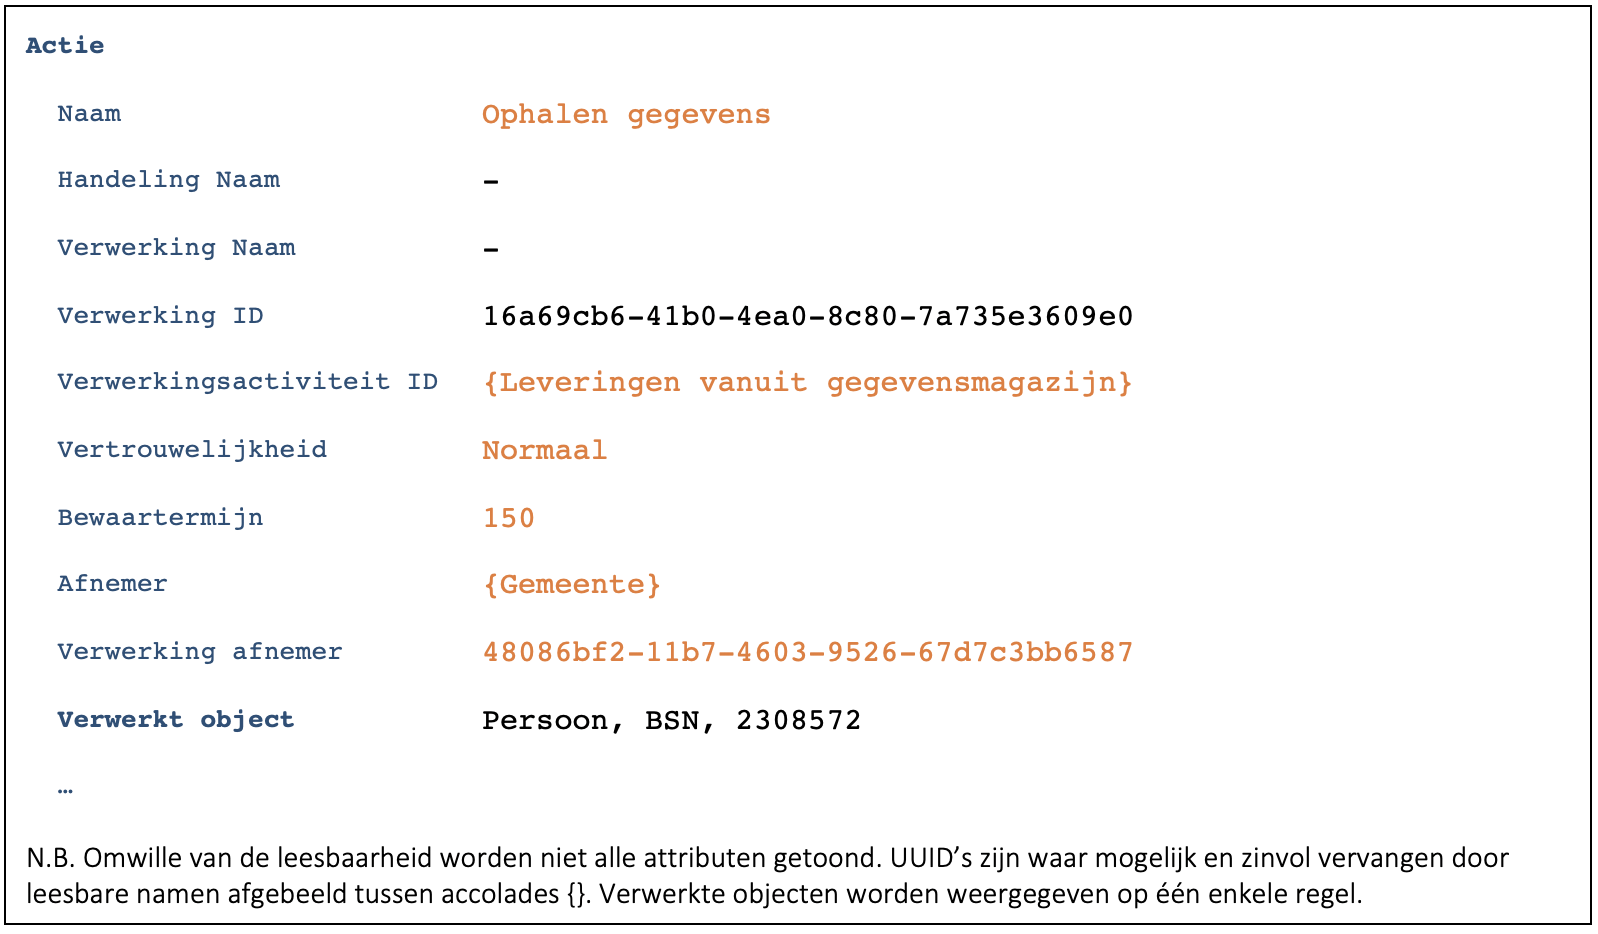 Actie
Naam Ophalen gegevens
Handeling Naam -
Verwerking Naam -
Verwerking ID 16a69cb6-41b0-4ea0-8c80-7a735e3609e0
Verwerkingsactiviteit ID {Leveringen vanuit gegevensmagazijn}
Vertrouwelijkheid Normaal
Bewaartermijn 150
Afnemer {Gemeente}
Verwerking afnemer 48086bf2-11b7-4603-9526-67d7c3bb6587
Verwerkt object Persoon, BSN, 2308572
…
N.B. Omwille van de leesbaarheid worden niet alle attributen getoond. UUID’s zijn waar mogelijk en zinvol vervangen door
leesbare namen afgebeeld tussen accolades {}. Verwerkte objecten worden weergegeven op één enkele regel.